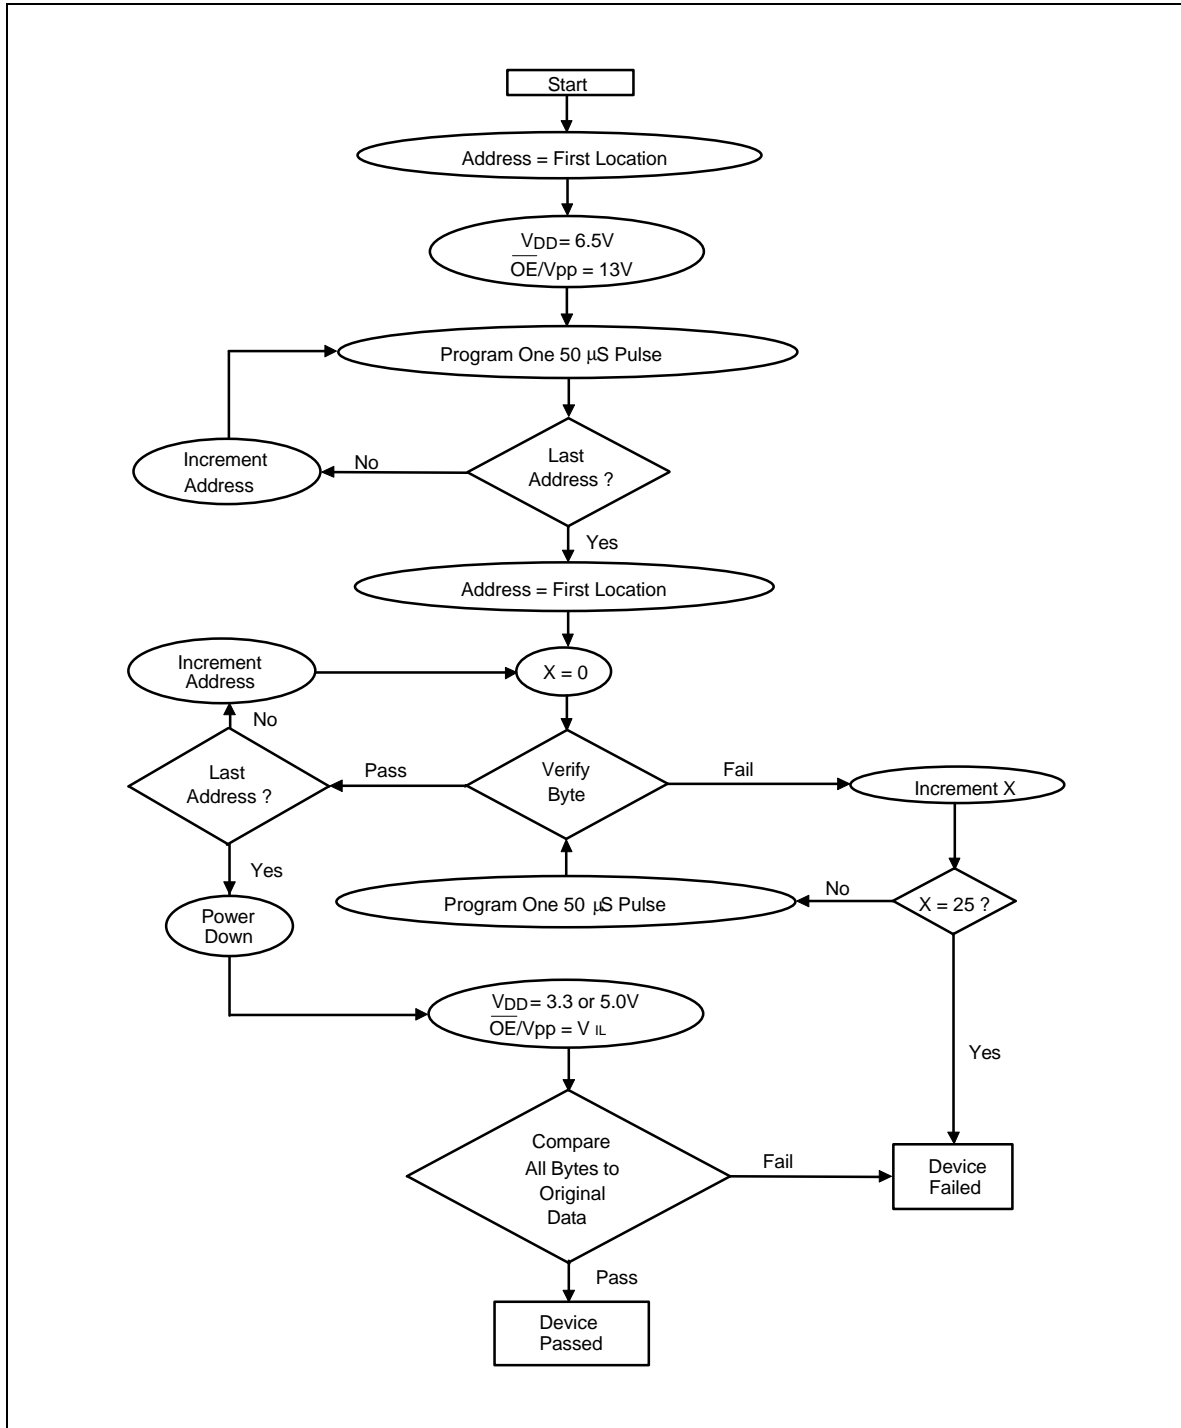 Start
Address = First Location
VDD = 6.5V
OE/Vpp = 13V
Program One 50 µS Pulse
Increment
Address
No
Last
Address ?
Yes
Address = First Location
Increment
Address
X = 0
No
Last
Address ?
Pass
Verify
Byte
Fail
Increment X
Yes
No
Program One 50 µS Pulse
X = 25 ?
Power
Down
VDD = 3.3 or 5.0V
OE/Vpp = V IL
Yes
Compare
All Bytes to
Original
Data
Fail
Device
Failed
Pass
Device
Passed